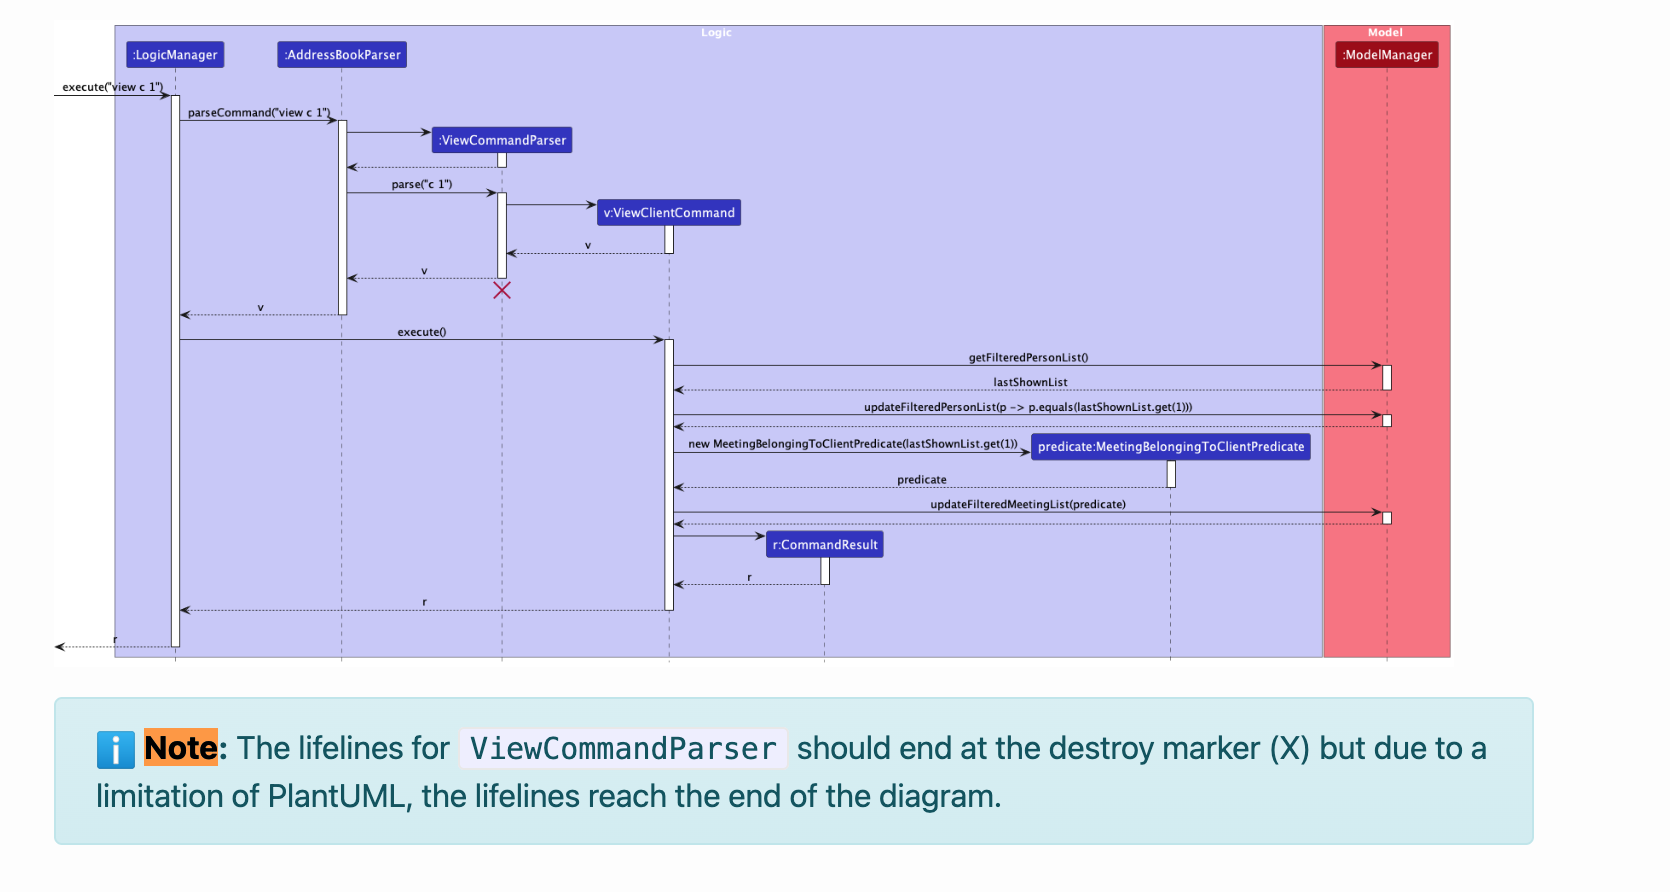 Logic
Model
:LogicManager
:AddressBookParser
:ModelManager
execute("view c 1")
parseCommand("view c 1")
:ViewCommandParser
parse("c 1")
v:ViewClientCommand
v
v
v
execute()
getFilteredPersonList()
lastShownList
updateFilteredPersonList(p -> p.equals(lastShownList.get(1)))
new MeetingBelongingToClientPredicate(lastShownList.get(1))
predicate:MeetingBelongingToClientPredicate
predicate
updateFilteredMeetingList(predicate)
r:CommandResult
r
r
r
ℹ️ Note: The lifelines for ViewCommandParser should end at the destroy marker (X) but due to a
limitation of PlantUML, the lifelines reach the end of the diagram.